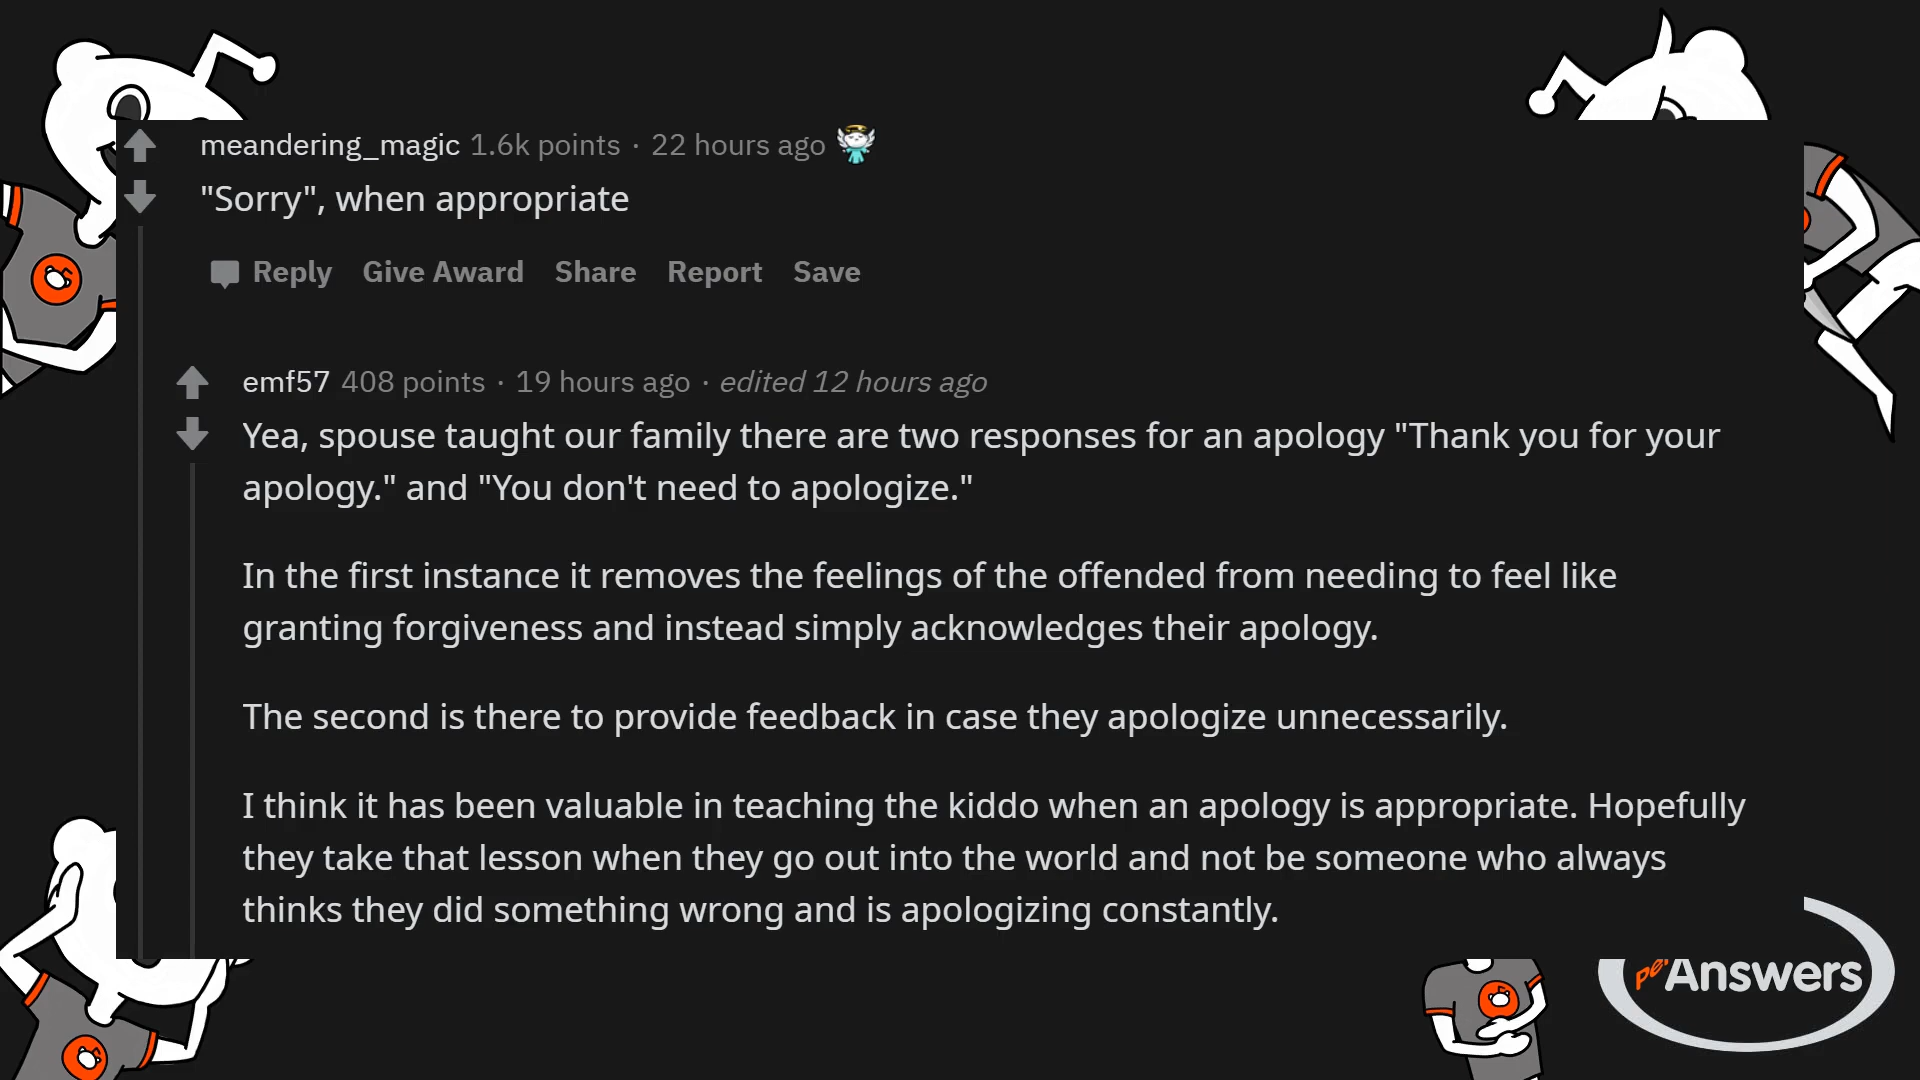 meandering_magic 1.6k points · 22 hours ago
"Sorry", when appropriate
Reply Give Award Share Report Save
emf57 408 points · 19 hours ago · edited 12 hours ago
Yea, spouse taught our family there are two responses for an apology "Thank you for your
apology." and "You don't need to apologize."
In the first instance it removes the feelings of the offended from needing to feel like
granting forgiveness and instead simply acknowledges their apology.
The second is there to provide feedback in case they apologize unnecessarily.
I think it has been valuable in teaching the kiddo when an apology is appropriate. Hopefully
they take that lesson when they go out into the world and not be someone who always
thinks they did something wrong and is apologizing constantly.
Answers